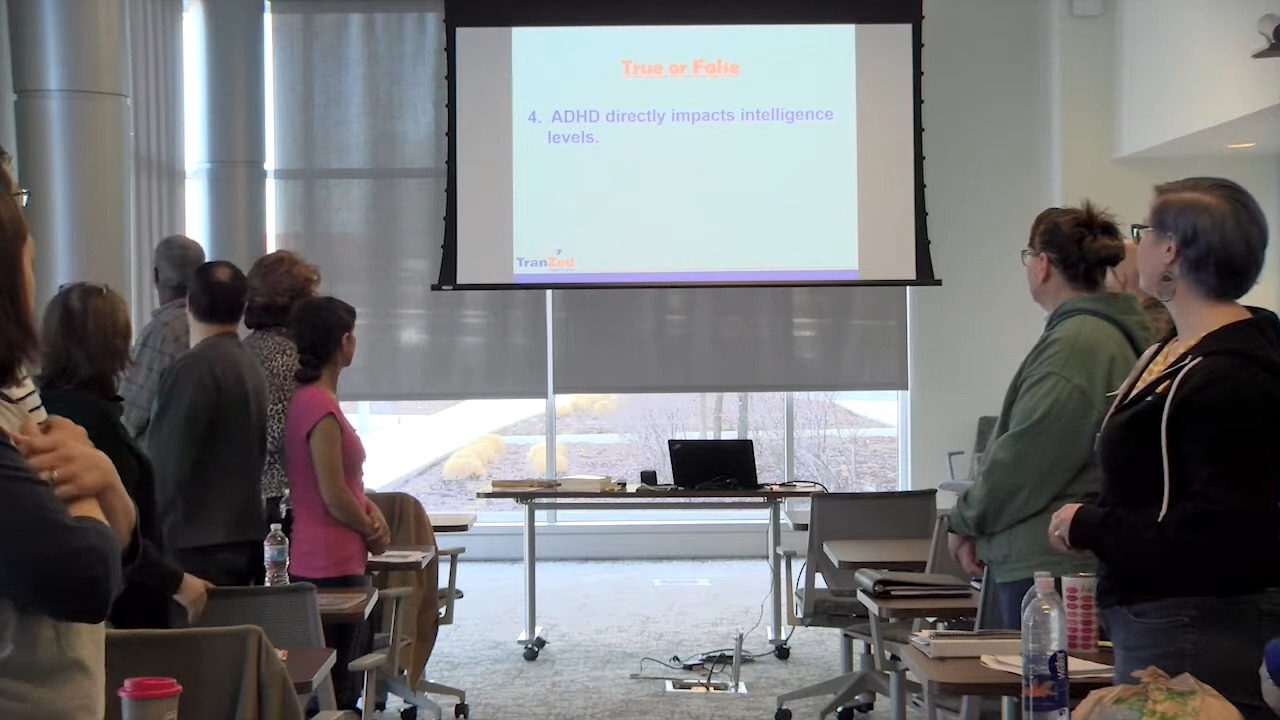 True or False
4. ADHD directly impacts intelligence
levels.
TranZed